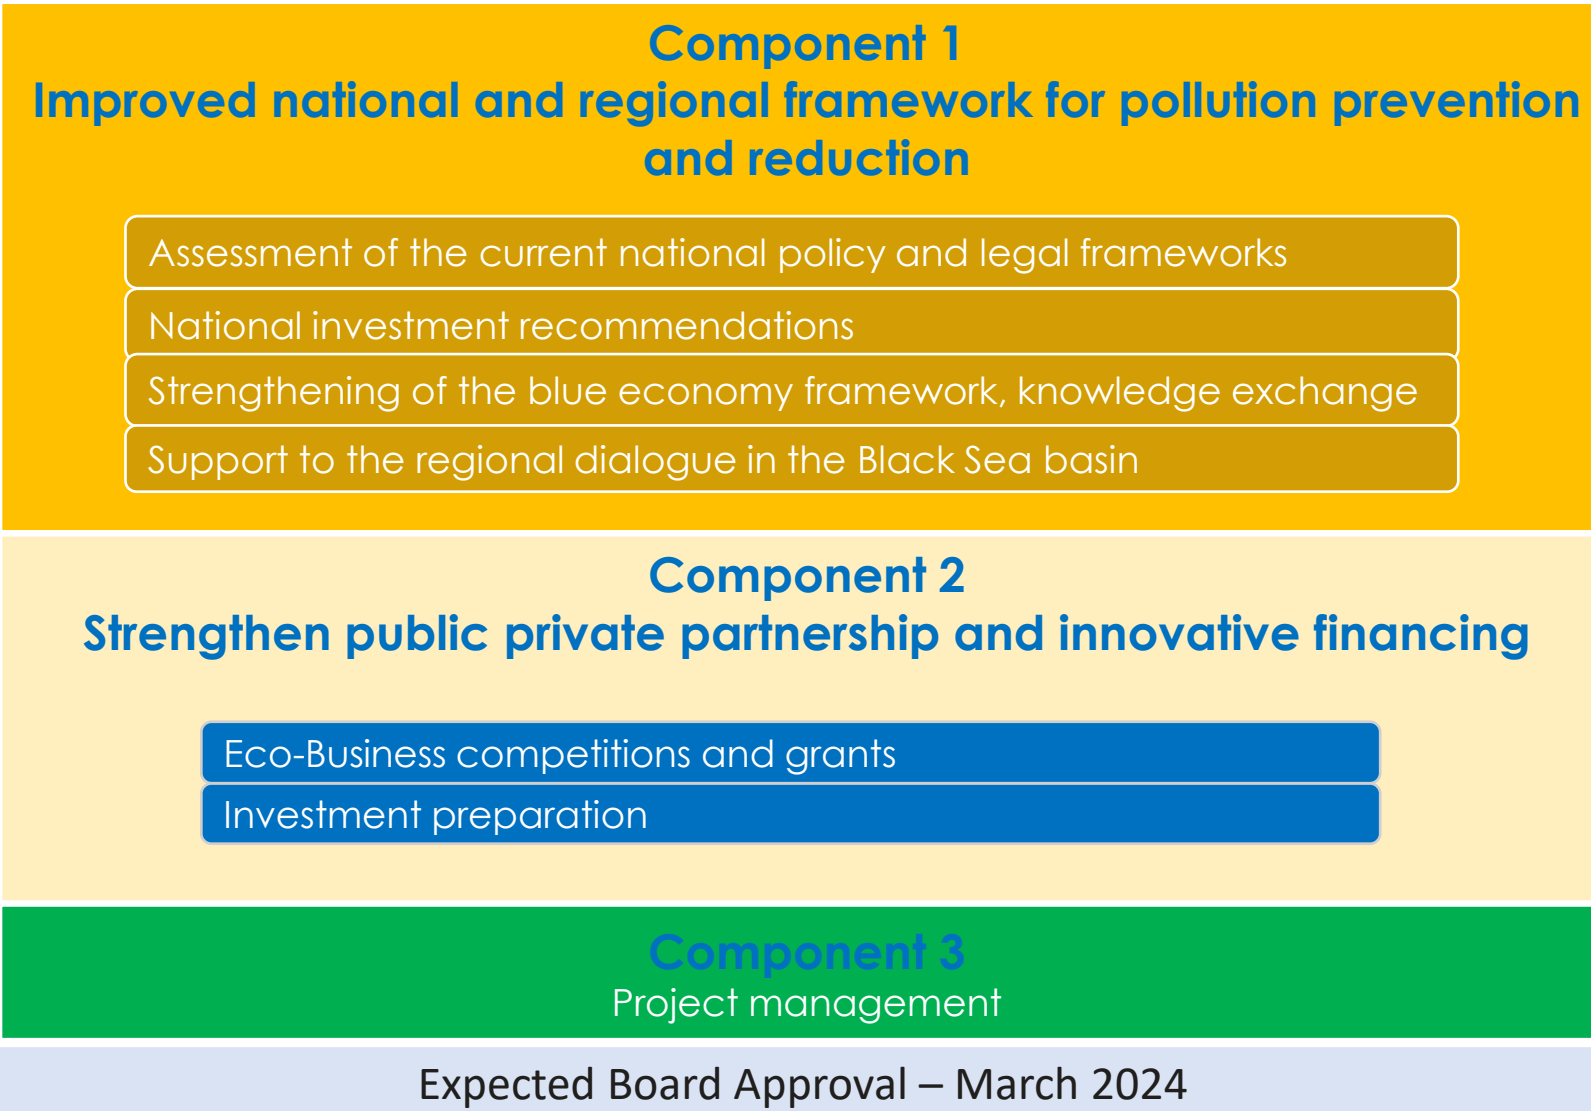 Component 1
Improved national and regional framework for pollution prevention
and reduction
Assessment of the current national policy and legal frameworks
National investment recommendations
Strengthening of the blue economy framework, knowledge exchange
Support to the regional dialogue in the Black Sea basin
Component 2
Strengthen public private partnership and innovative financing
Eco-Business competitions and grants
Investment preparation
Component 3
Project management
Expected Board Approval – March 2024